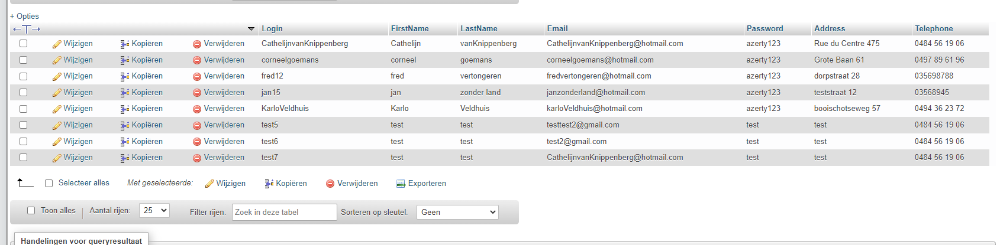 + Opties
←T→ Login FirstName LastName Email Password Address Telephone
Wijzigen Kopiëren Verwijderen CathelijnvanKnippenberg Cathelijn vanKnippenberg CathelijnvanKnippenberg@hotmail.com azerty123 Rue du Centre 475 0484 56 19 06
Wijzigen Kopiëren Verwijderen corneelgoemans corneel goemans corneelgoemans@hotmail.com azerty123 Grote Baan 61 0497 89 61 96
Wijzigen Kopiëren Verwijderen fred12 fred vertongeren fredvertongeren@hotmail.com azerty123 dorpstraat 28 035698788
Wijzigen Kopiëren Verwijderen jan15 jan zonder land janzonderland@hotmail.com azerty123 teststraat 12 03568945
Wijzigen Kopiëren Verwijderen KarloVeldhuis Karlo Veldhuis karloVeldhuis@hotmail.com azerty123 booischotseweg 57 0494 36 23 72
Wijzigen Kopiëren Verwijderen test5 test test testtest2@gmail.com test test 0484 56 19 06
Wijzigen Kopiëren Verwijderen test6 test test test2@gmail.com test test 0484 56 19 06
Wijzigen Kopiëren Verwijderen test7 test test CathelijnvanKnippenberg@hotmail.com test test 0484 56 19 06
Selecteer alles Met geselecteerde: Wijzigen Kopiëren Verwijderen Exporteren
Toon alles Aantal rijen: 25 Filter rijen: Zoek in deze tabel Sorteren op sleutel: Geen
Handelingen voor queryresultaat